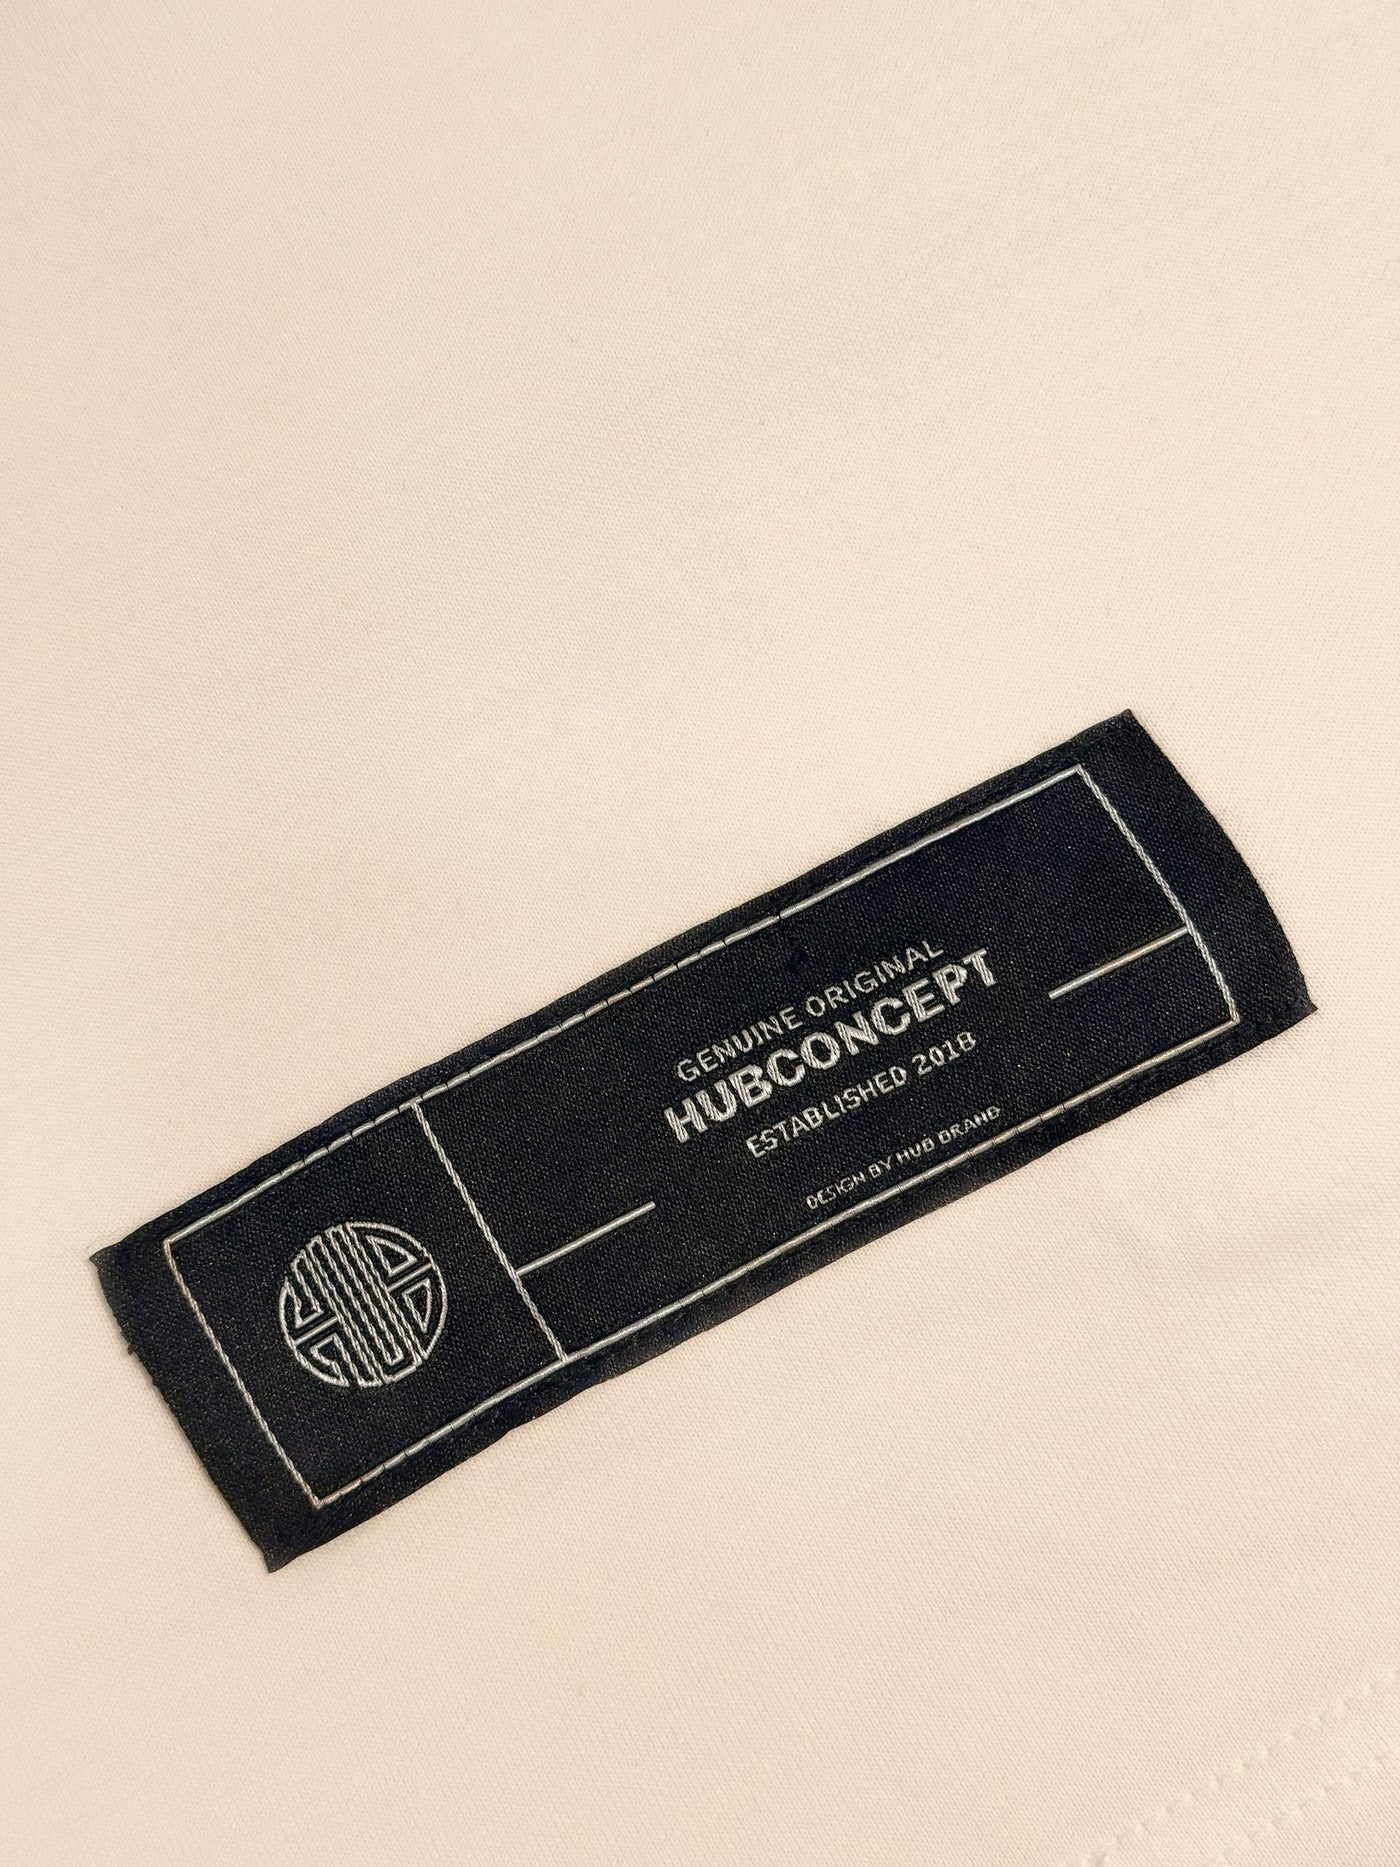 GENUINE ORIGINAL
HUBCONCEPT
ESTABLISHED 2018
DESIGN BY HUB BRAND